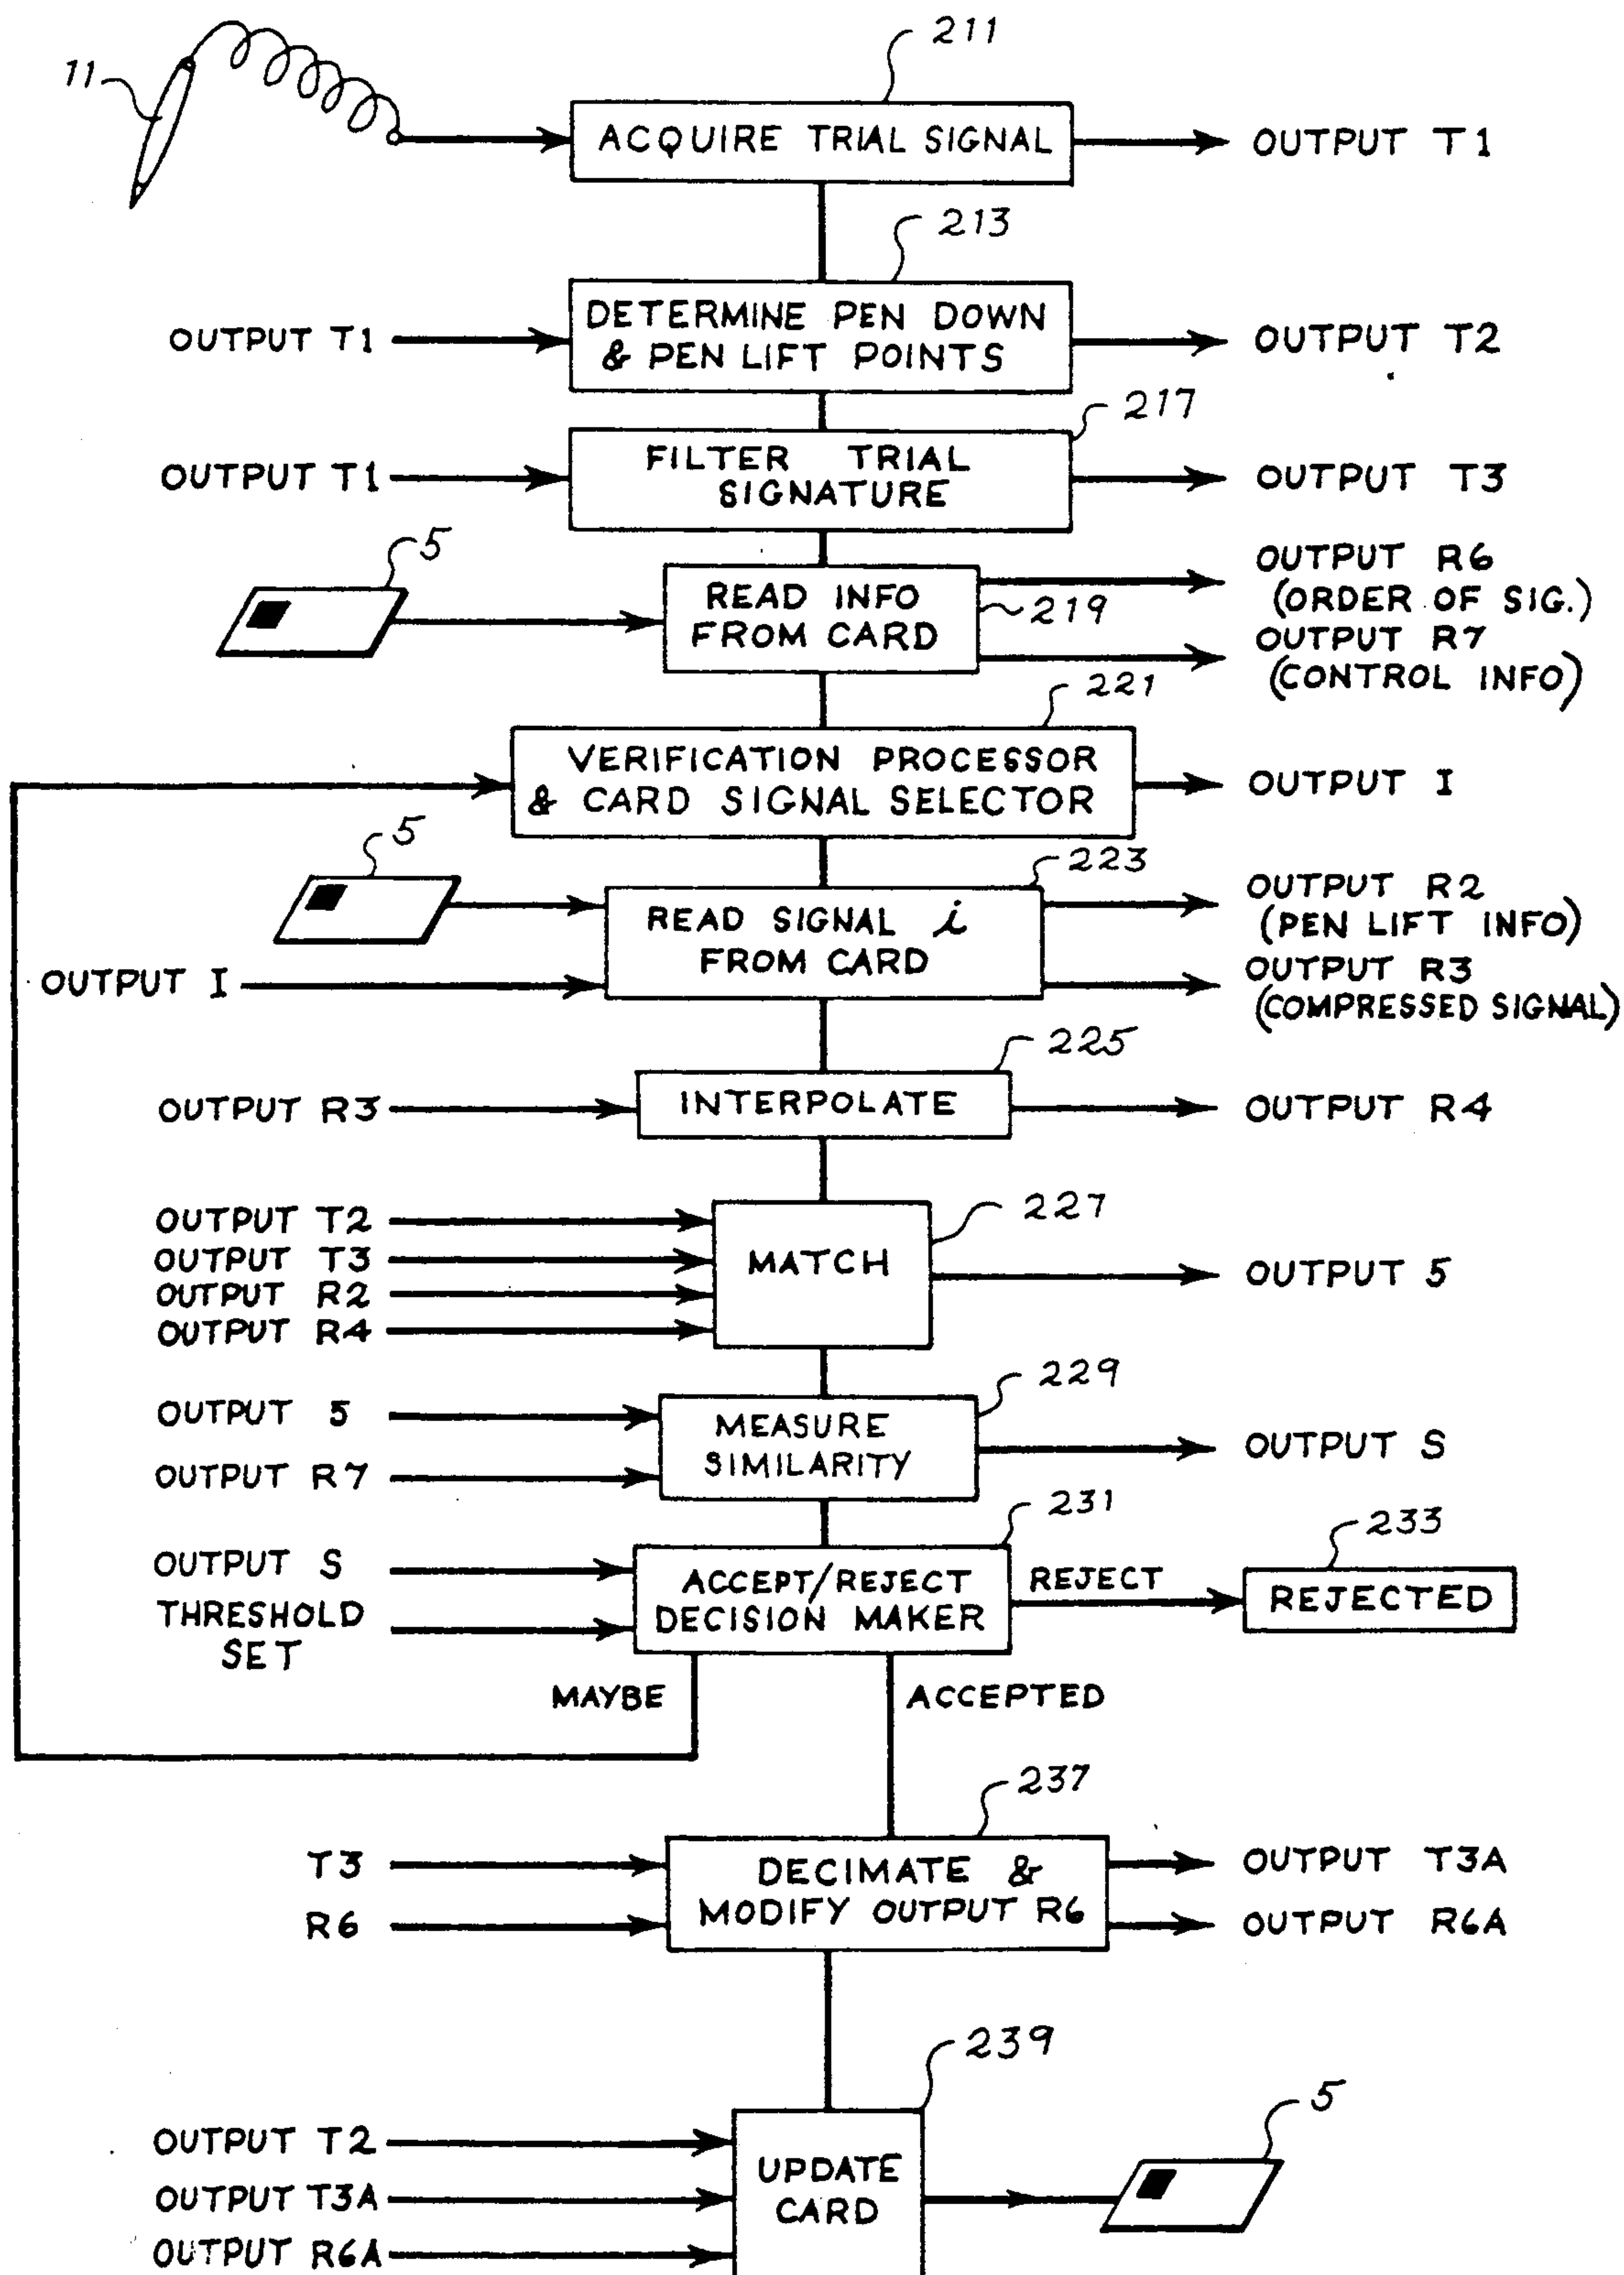 211
11
ACQUIRE TRIAL SIGNAL
OUTPUT T1
213
OUTPUT T1
DETERMINE PEN DOWN
& PEN LIFT POINTS
OUTPUT T2
217
OUTPUT T1
FILTER TRIAL
SIGNATURE
OUTPUT T3
5
READ INFO
FROM CARD
219
OUTPUT R6
(ORDER OF SIG.)
OUTPUT R7
(CONTROL INFO)
221
VERIFICATION PROCESSOR
& CARD SIGNAL SELECTOR
OUTPUT I
5
223
OUTPUT I
READ SIGNAL i
FROM CARD
OUTPUT R2
(PEN LIFT INFO)
OUTPUT R3
(COMPRESSED SIGNAL)
225
OUTPUT R3
INTERPOLATE
OUTPUT R4
227
OUTPUT T2
OUTPUT T3
OUTPUT R2
OUTPUT R4
MATCH
OUTPUT 5
229
OUTPUT 5
OUTPUT R7
MEASURE
SIMILARITY
OUTPUT S
231
OUTPUT S
THRESHOLD
SET
ACCEPT/REJECT
DECISION MAKER
REJECT
233
REJECTED
MAYBE
ACCEPTED
237
T3
R6
DECIMATE &
MODIFY OUTPUT R6
OUTPUT T3A
OUTPUT R6A
239
OUTPUT T2
OUTPUT T3A
OUTPUT R6A
UPDATE
CARD
5